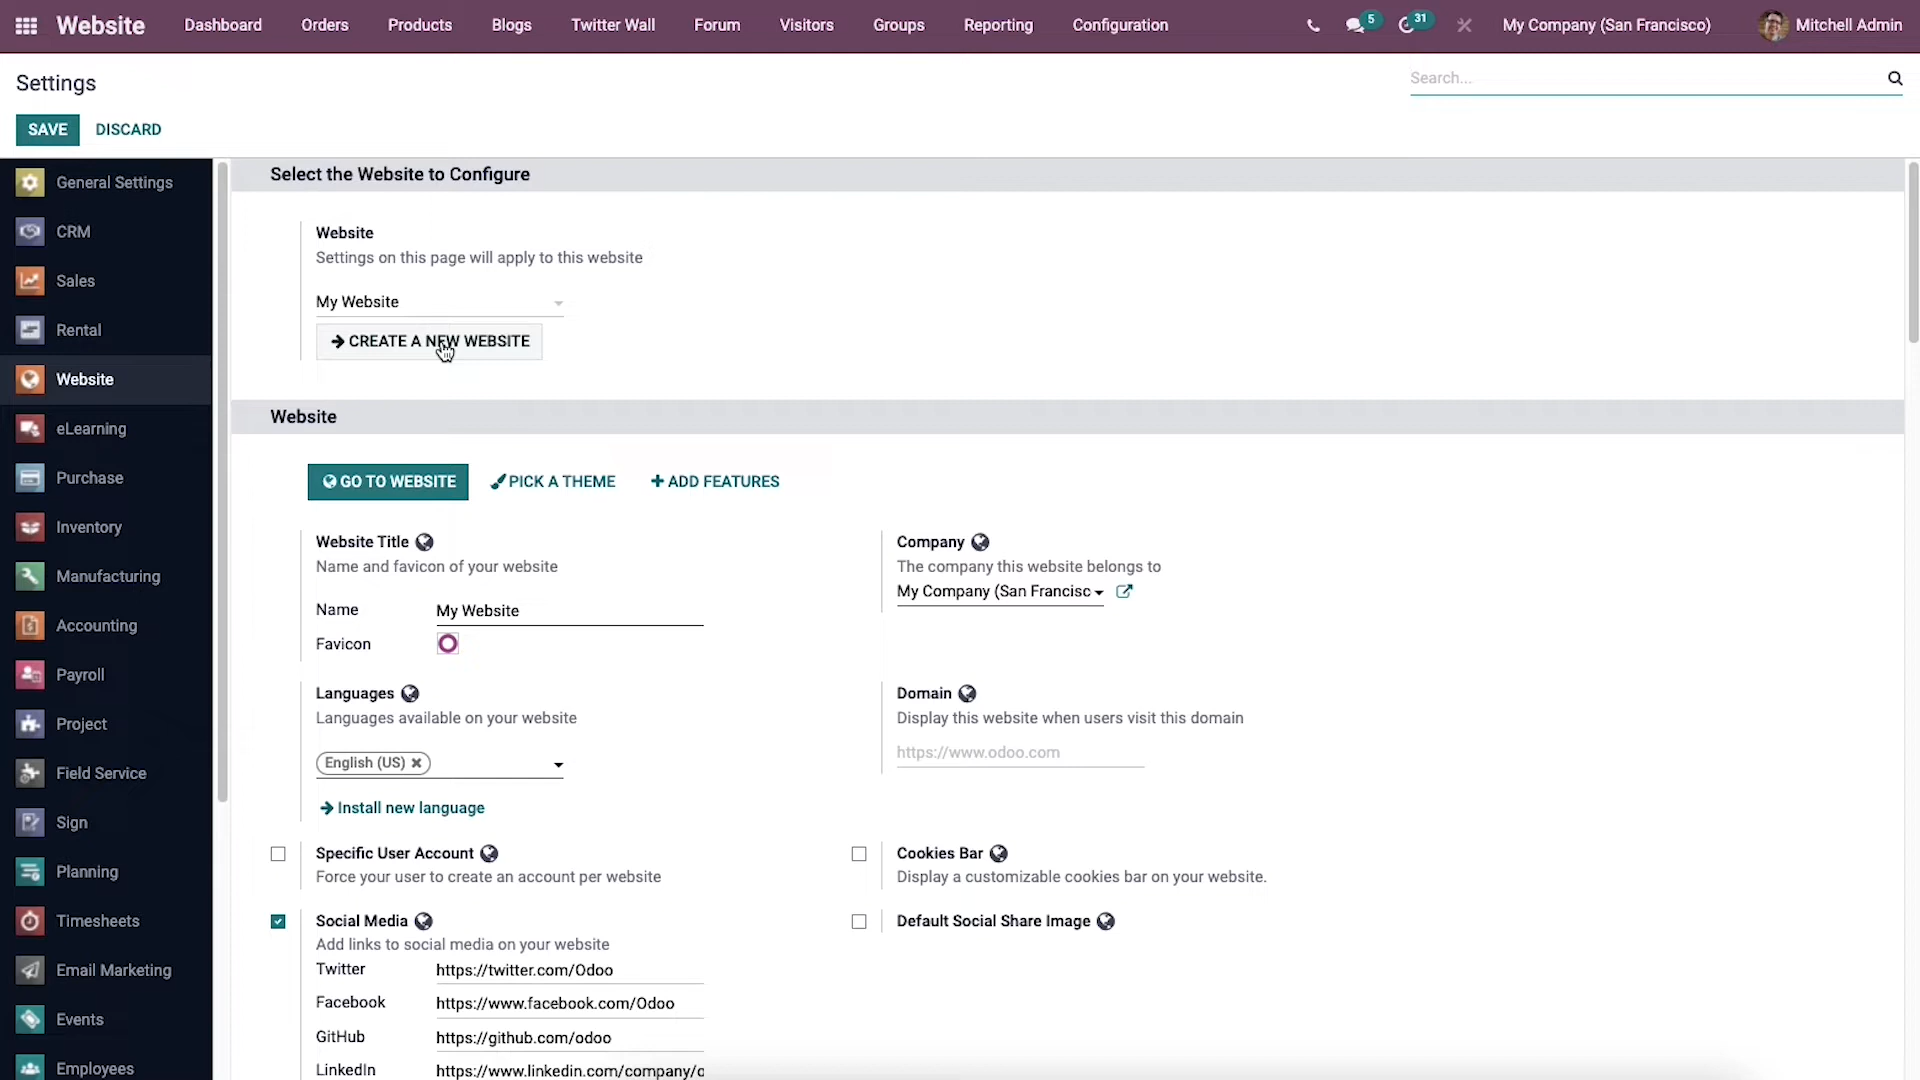 Website Dashboard Orders Products Blogs Twitter Wall Forum Visitors Groups Reporting Configuration 5 31 My Company (San Francisco) Mitchell Admin
Settings
Search...
SAVE DISCARD
General Settings
CRM
Sales
Rental
Website
eLearning
Purchase
Inventory
Manufacturing
Accounting
Payroll
Project
Field Service
Sign
Planning
Timesheets
Email Marketing
Events
Employees
Select the Website to Configure
Website
Settings on this page will apply to this website
My Website
CREATE A NEW WEBSITE
Website
GO TO WEBSITE PICK A THEME ADD FEATURES
Website Title
Name and favicon of your website
Name My Website
Favicon
Company
The company this website belongs to
My Company (San Francisc
Languages
Languages available on your website
English (US)
Install new language
Domain
Display this website when users visit this domain
https://www.odoo.com
Specific User Account
Force your user to create an account per website
Cookies Bar
Display a customizable cookies bar on your website.
Social Media
Add links to social media on your website
Twitter https://twitter.com/Odoo
Facebook https://www.facebook.com/Odoo
GitHub https://github.com/odoo
LinkedIn https://www.linkedin.com/company/o
Default Social Share Image